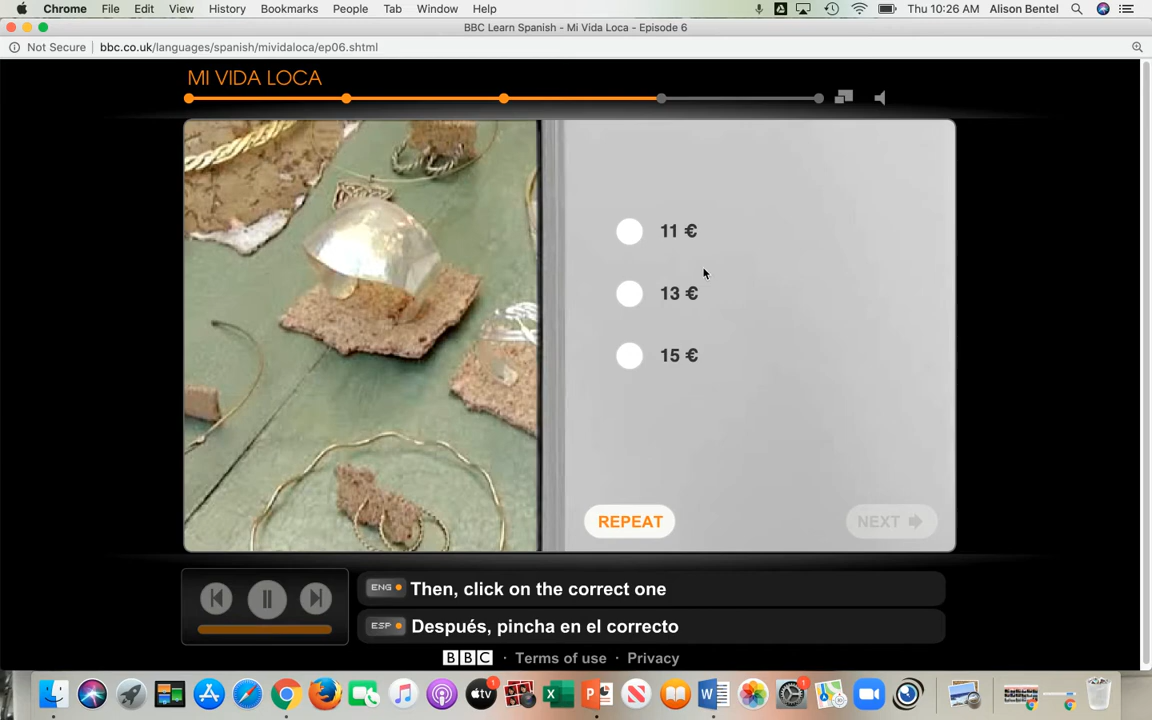 Chrome File Edit View History Bookmarks People Tab Window Help Thu 10:26 AM Alison Bentel
BBC Learn Spanish - Mi Vida Loca - Episode 6
Not Secure bbc.co.uk/languages/spanish/mividaloca/ep06.shtml
MI VIDA LOCA
11 €
13 €
15 €
REPEAT NEXT
ENG Then, click on the correct one
ESP Después, pincha en el correcto
BBC · Terms of use · Privacy
1 tv 1